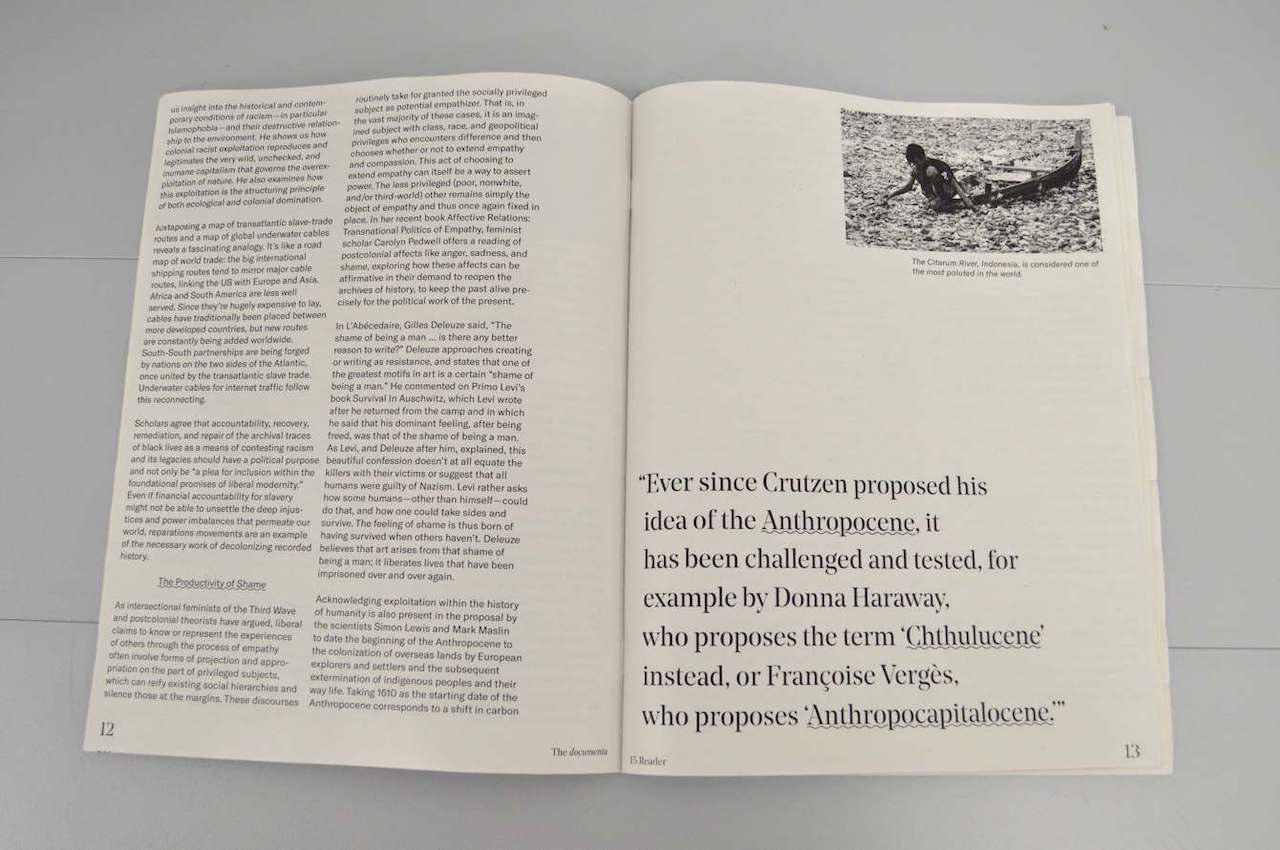 us insight into the historical and contem-
porary conditions of racism—in particular
Islamophobia—and their destructive relation-
ship to the environment. He shows us how
colonial racist exploitation reproduces and
legitimates the very wild, unchecked, and
inumane capitalism that governs the overex-
ploitation of nature. He also examines how
this exploitation is the structuring principle
of both ecological and colonial domination.
Juxtaposing a map of transatlantic slave-trade
routes and a map of global underwater cables
reveals a fascinating analogy. It's like a road
map of world trade: the big international
shipping routes tend to mirror major cable
routes, linking the US with Europe and Asia.
Africa and South America are less well
served. Since they're hugely expensive to lay,
cables have traditionally been placed between
more developed countries, but new routes
are constantly being added worldwide.
South-South partnerships are being forged
by nations on the two sides of the Atlantic,
once united by the transatlantic slave trade.
Underwater cables for internet traffic follow
this reconnecting.
Scholars agree that accountability, recovery,
remediation, and repair of the archival traces
of black lives as a means of contesting racism
and its legacies should have a political purpose
and not only be “a plea for inclusion within the
foundational promises of liberal modernity.”
Even if financial accountability for slavery
might not be able to unsettle the deep injus-
tices and power imbalances that permeate our
world, reparations movements are an example
of the necessary work of decolonizing recorded
history.
The Productivity of Shame
As intersectional feminists of the Third Wave
and postcolonial theorists have argued, liberal
claims to know or represent the experiences
of others through the process of empathy
often involve forms of projection and appro-
priation on the part of privileged subjects,
which can reify existing social hierarchies and
silence those at the margins. These discourses
routinely take for granted the socially privileged
subject as potential empathizer. That is, in
the vast majority of these cases, it is an imag-
ined subject with class, race, and geopolitical
privileges who encounters difference and then
chooses whether or not to extend empathy
and compassion. This act of choosing to
extend empathy can itself be a way to assert
power. The less privileged (poor, nonwhite,
and/or third-world) other remains simply the
object of empathy and thus once again fixed in
place. In her recent book Affective Relations:
Transnational Politics of Empathy, feminist
scholar Carolyn Pedwell offers a reading of
postcolonial affects like anger, sadness, and
shame, exploring how these affects can be
affirmative in their demand to reopen the
archives of history, to keep the past alive pre-
cisely for the political work of the present.
In L'Abécedaire, Gilles Deleuze said, “The
shame of being a man ... is there any better
reason to write?” Deleuze approaches creating
or writing as resistance, and states that one of
the greatest motifs in art is a certain “shame of
being a man.” He commented on Primo Levi's
book Survival In Auschwitz, which Levi wrote
after he returned from the camp and in which
he said that his dominant feeling, after being
freed, was that of the shame of being a man.
As Levi, and Deleuze after him, explained, this
beautiful confession doesn't at all equate the
killers with their victims or suggest that all
humans were guilty of Nazism. Levi rather asks
how some humans—other than himself—could
do that, and how one could take sides and
survive. The feeling of shame is thus born of
having survived when others haven't. Deleuze
believes that art arises from that shame of
being a man; it liberates lives that have been
imprisoned over and over again.
Acknowledging exploitation within the history
of humanity is also present in the proposal by
the scientists Simon Lewis and Mark Maslin
to date the beginning of the Anthropocene to
the colonization of overseas lands by European
explorers and settlers and the subsequent
extermination of indigenous peoples and their
way life. Taking 1610 as the starting date of the
Anthropocene corresponds to a shift in carbon
12
The documenta
The Citarum River, Indonesia, is considered one of
the most poluted in the world.
“Ever since Crutzen proposed his
idea of the Anthropocene, it
has been challenged and tested, for
example by Donna Haraway,
who proposes the term ‘Chthulucene’
instead, or Françoise Vergès,
who proposes ‘Anthropocapitalocene.’”
15 Reader
13